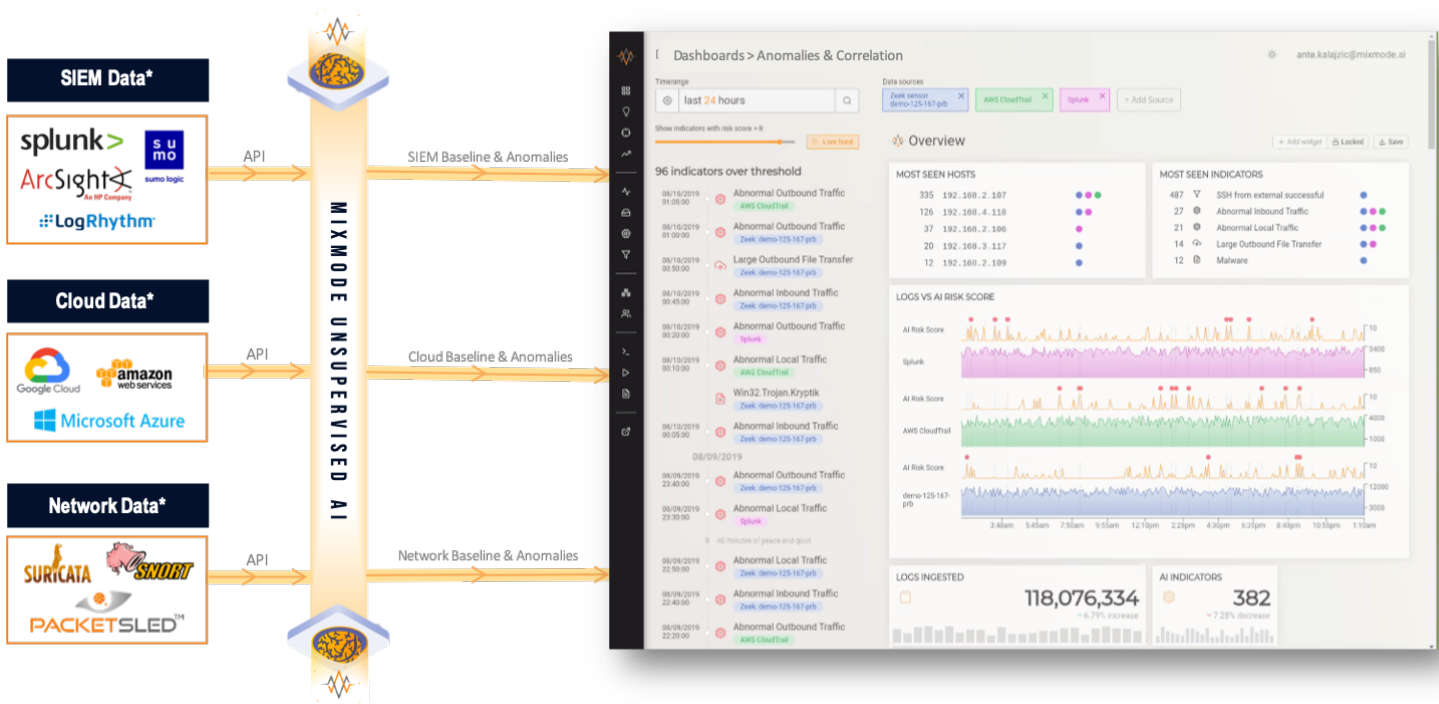 SIEM Data*
splunk>
su
mo
sumo logic
ArcSight
An HP Company
LogRhythm
API
SIEM Baseline & Anomalies
Cloud Data*
Google Cloud
amazon
web services
Microsoft Azure
API
Cloud Baseline & Anomalies
Network Data*
SURICATA
SNORT
PACKETSLED™
API
Network Baseline & Anomalies
MIXMODE UNSUPERVISED AI
Dashboards > Anomalies & Correlation
ante.kalajzic@mixmode.ai
Timerange
last 24 hours
Data sources
Zeek sensor
demo-125-167-prb
AWS CloudTrail
Splunk
+ Add Source
Show indicators with risk score > 8
Live feed
96 indicators over threshold
08/10/2019
01:05:00
Abnormal Outbound Traffic
AWS CloudTrail
08/10/2019
01:00:00
Abnormal Outbound Traffic
Zeek: demo-125-167-prb
08/10/2019
00:50:00
Large Outbound File Transfer
Zeek: demo-125-167-prb
08/10/2019
00:45:00
Abnormal Inbound Traffic
Zeek: demo-125-167-prb
08/10/2019
00:20:00
Abnormal Outbound Traffic
Splunk
08/10/2019
00:10:00
Abnormal Local Traffic
AWS CloudTrail
Win32.Trojan.Kryptik
Zeek: demo-125-167-prb
08/10/2019
00:05:00
Abnormal Inbound Traffic
Zeek: demo-125-167-prb
08/09/2019
08/09/2019
23:40:00
Abnormal Outbound Traffic
Zeek: demo-125-167-prb
08/09/2019
23:30:00
Abnormal Local Traffic
Splunk
60 minutes of peace and quiet
08/09/2019
22:50:00
Abnormal Local Traffic
Zeek: demo-125-167-prb
08/09/2019
22:40:00
Abnormal Inbound Traffic
Zeek: demo-125-167-prb
08/09/2019
22:20:00
Abnormal Outbound Traffic
AWS CloudTrail
Overview
+ Add widget
Locked
Save
MOST SEEN HOSTS
335 192.168.2.107
126 192.168.4.118
37 192.168.2.106
20 192.168.3.117
12 192.168.2.109
MOST SEEN INDICATORS
487 SSH from external successful
27 Abnormal Inbound Traffic
21 Abnormal Local Traffic
14 Large Outbound File Transfer
12 Malware
LOGS VS AI RISK SCORE
AI Risk Score
10
Splunk
3400
850
AI Risk Score
10
AWS CloudTrail
4000
1000
AI Risk Score
10
demo-125-167-
prb
12000
3000
3:40am 5:45am 7:50am 9:55am 12:10pm 2:25pm 4:30pm 6:35pm 8:40pm 10:55pm 1:10am
LOGS INGESTED
118,076,334
6.79% increase
AI INDICATORS
382
7.28% decrease